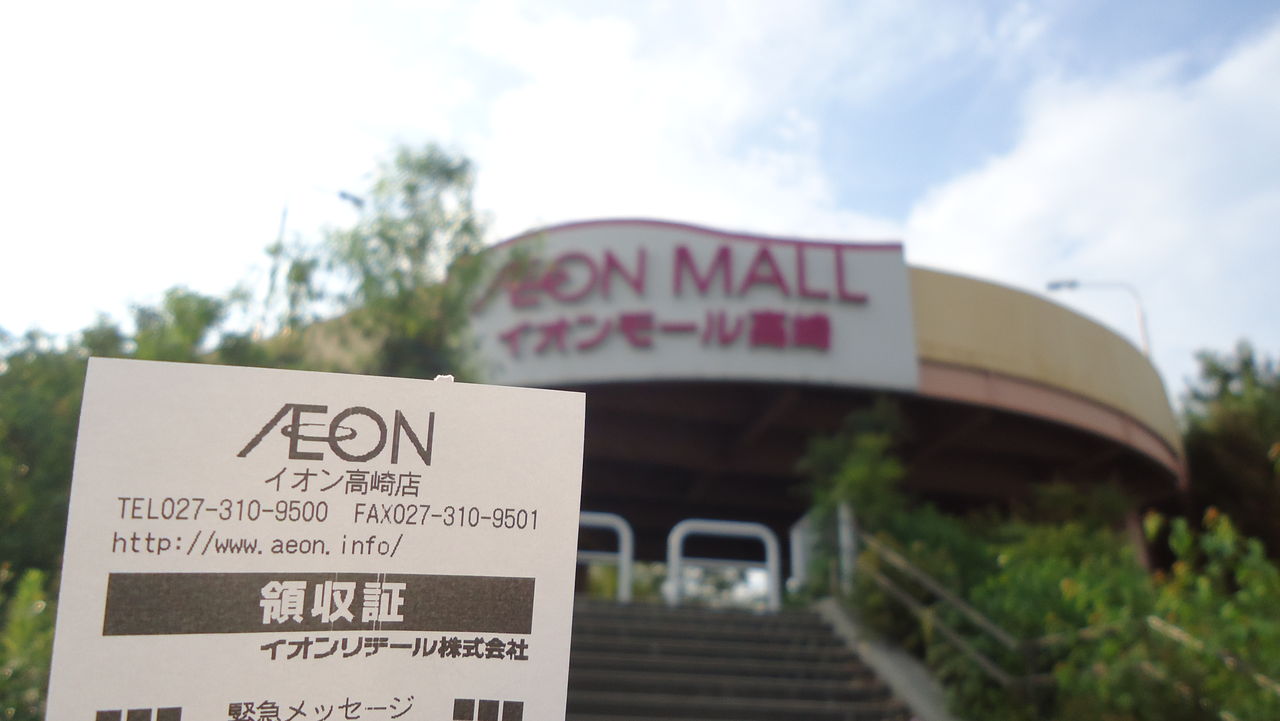 ÆON MALL
イオンモール高崎
ÆON
イオン高崎店
TEL027-310-9500 FAX027-310-9501
http://www.aeon.info/
領収証
イオンリテール株式会社
緊急メッセージ